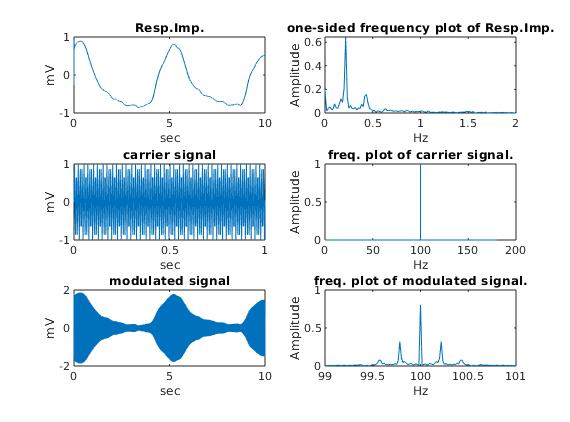 Resp.Imp.
1
0
-1
mV
0 5 10
sec
one-sided frequency plot of Resp.Imp.
0.6
0.4
0.2
0
Amplitude
0 0.5 1 1.5 2
Hz
carrier signal
1
0
-1
mV
0 0.5 1
sec
freq. plot of carrier signal.
1
0.5
0
Amplitude
0 50 100 150 200
Hz
modulated signal
2
0
-2
mV
0 5 10
sec
freq. plot of modulated signal.
1
0.5
0
Amplitude
99 99.5 100 100.5 101
Hz